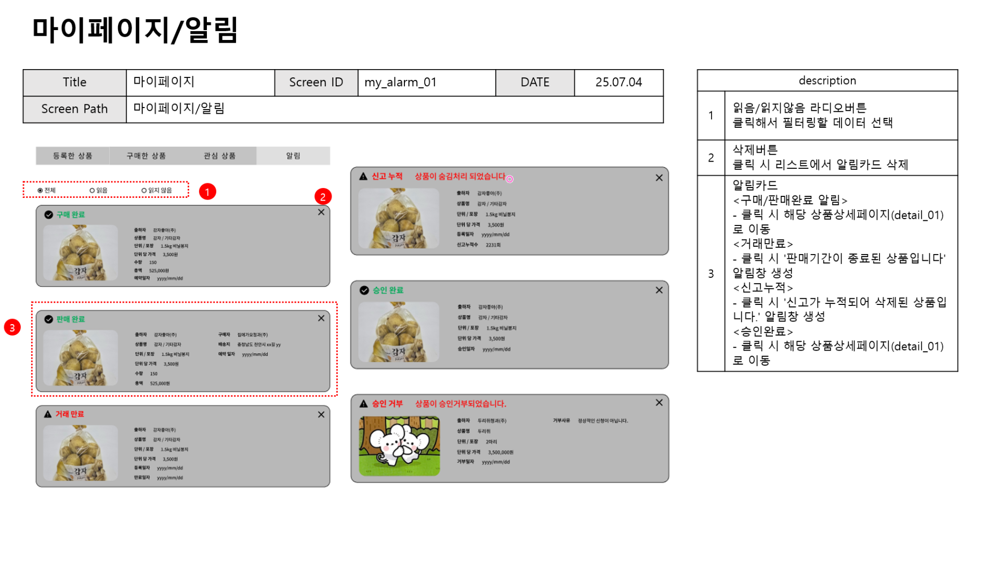 마이페이지/알림
Title 마이페이지 Screen ID my_alarm_01 DATE 25.07.04
Screen Path 마이페이지/알림
등록한 상품 구매한 상품 관심 상품 알림
전체 읽음 읽지 않음 1
2
구매 완료
출하자 감자좋아(주)
상품명 감자 / 기타감자
단위 / 포장 1.5kg 비닐봉지
단위 당 가격 3,500원
수량 150
총액 525,000원
예약일자 yyyy/mm/dd
감자
3
판매 완료
출하자 감자좋아(주) 구매자 집에가요청과(주)
상품명 감자 / 기타감자 배송지 충청남도 천안시 xx길 yy
단위 / 포장 1.5kg 비닐봉지 예약 일자 yyyy/mm/dd
단위 당 가격 3,500원
수량 150
총액 525,000원
감자
거래 만료
출하자 감자좋아(주)
상품명 감자 / 기타감자
단위 / 포장 1.5kg 비닐봉지
단위 당 가격 3,500원
등록일자 yyyy/mm/dd
만료일자 yyyy/mm/dd
감자
신고 누적 상품이 숨김처리 되었습니다
출하자 감자좋아(주)
상품명 감자 / 기타감자
단위 / 포장 1.5kg 비닐봉지
단위 당 가격 3,500원
등록일자 yyyy/mm/dd
신고누적수 2231회
감자
승인 완료
출하자 감자좋아(주)
상품명 감자 / 기타감자
단위 / 포장 1.5kg 비닐봉지
단위 당 가격 3,500원
승인일자 yyyy/mm/dd
감자
승인 거부 상품이 승인거부되었습니다.
출하자 두리쥐청과(주) 거부사유 정상적인 신청이 아닙니다.
상품명 두리쥐
단위 / 포장 2마리
단위 당 가격 3,500,000원
거부일자 yyyy/mm/dd
description
1 읽음/읽지않음 라디오버튼
클릭해서 필터링할 데이터 선택
2 삭제버튼
클릭 시 리스트에서 알림카드 삭제
3 알림카드
<구매/판매완료 알림>
- 클릭 시 해당 상품상세페이지(detail_01)
로 이동
<거래만료>
- 클릭 시 '판매기간이 종료된 상품입니다'
알림창 생성
<신고누적>
- 클릭 시 '신고가 누적되어 삭제된 상품입
니다.' 알림창 생성
<승인완료>
- 클릭 시 해당 상품상세페이지(detail_01)
로 이동